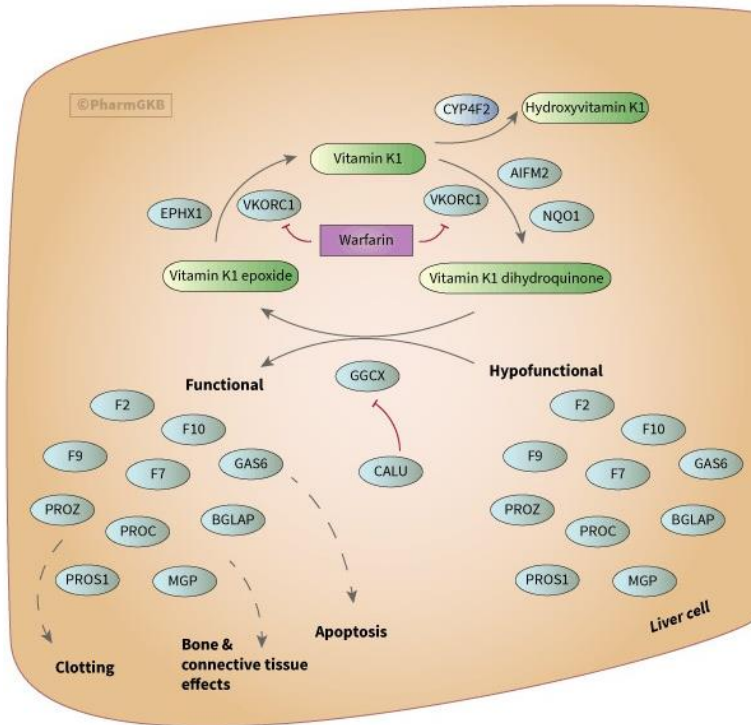 ©PharmGKB
CYP4F2
Hydroxyvitamin K1
Vitamin K1
AIFM2
EPHX1
VKORC1
VKORC1
NQO1
Warfarin
Vitamin K1 epoxide
Vitamin K1 dihydroquinone
Functional
GGCX
Hypofunctional
F2
F10
F9
F7
GAS6
CALU
PROZ
PROC
BGLAP
PROS1
MGP
F2
F10
F9
F7
GAS6
PROZ
PROC
BGLAP
PROS1
MGP
Clotting
Bone &
connective tissue
effects
Apoptosis
Liver cell